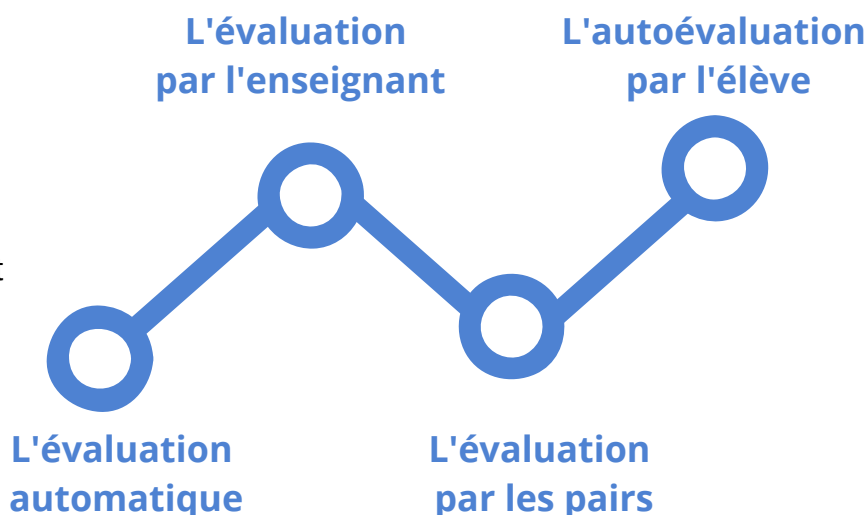 L'évaluation
par l'enseignant
L'autoévaluation
par l'élève
t
L'évaluation
automatique
L'évaluation
par les pairs